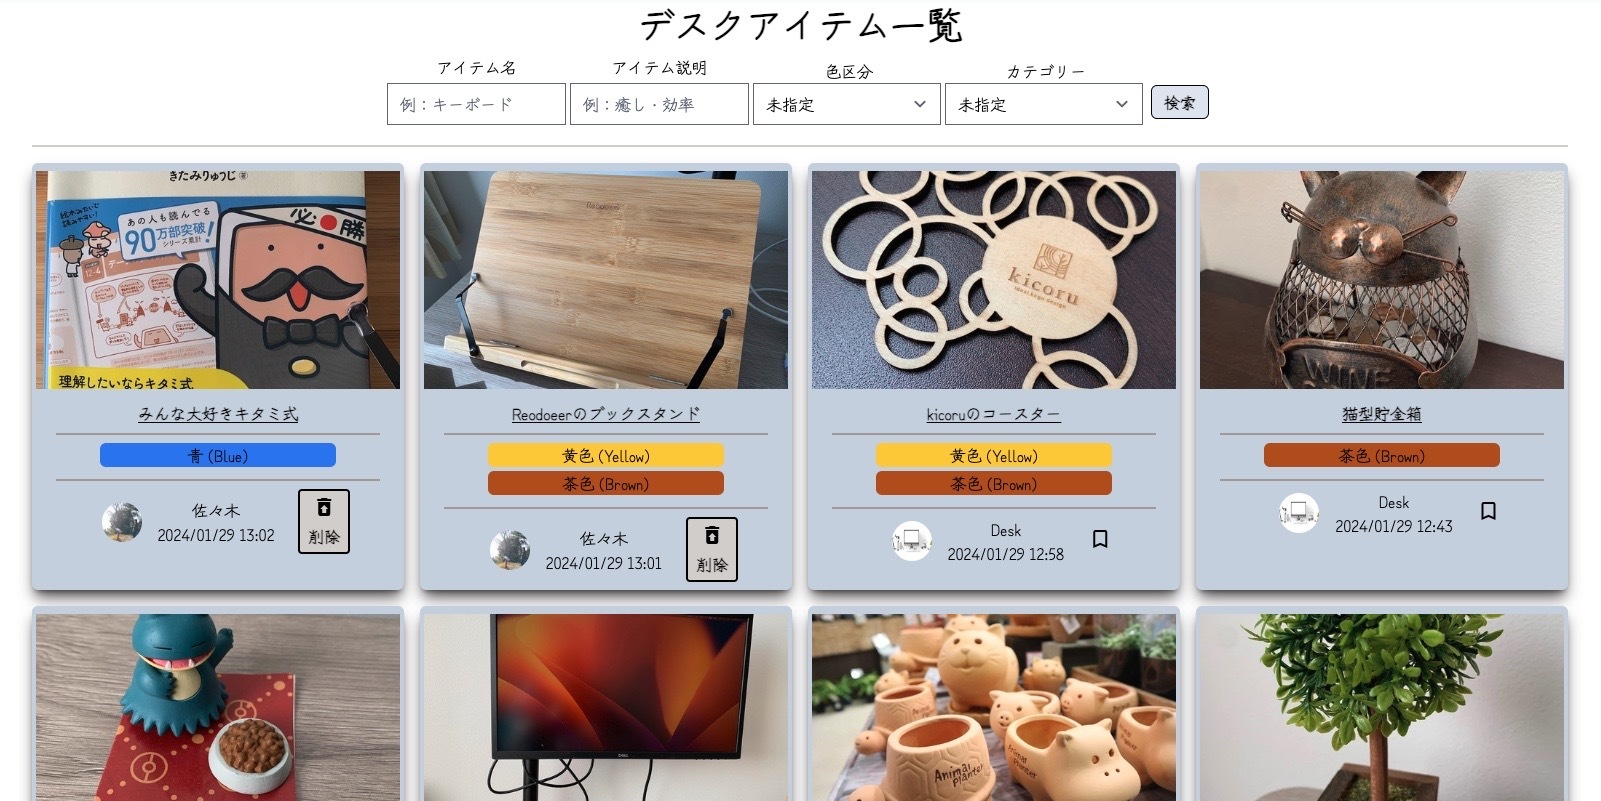 デスクアイテム一覧
アイテム名
アイテム説明
色区分
カテゴリー
例：キーボード
例：癒し・効率
未指定
未指定
検索
きたみりゅうじ 著
絵本みたいで
読みやすい！
あの人も読んでる
90万部突破！
シリーズ累計
12-4
必勝
理解したいならキタミ式
Reodoeer
kicoru
みんな大好きキタミ式
青 (Blue)
佐々木
2024/01/29 13:02
削除
Reodoeerのブックスタンド
黄色 (Yellow)
茶色 (Brown)
佐々木
2024/01/29 13:01
削除
kicoruのコースター
黄色 (Yellow)
茶色 (Brown)
Desk
2024/01/29 12:58
猫型貯金箱
茶色 (Brown)
Desk
2024/01/29 12:43
DELL
Animal
Planter
Animal
Planter